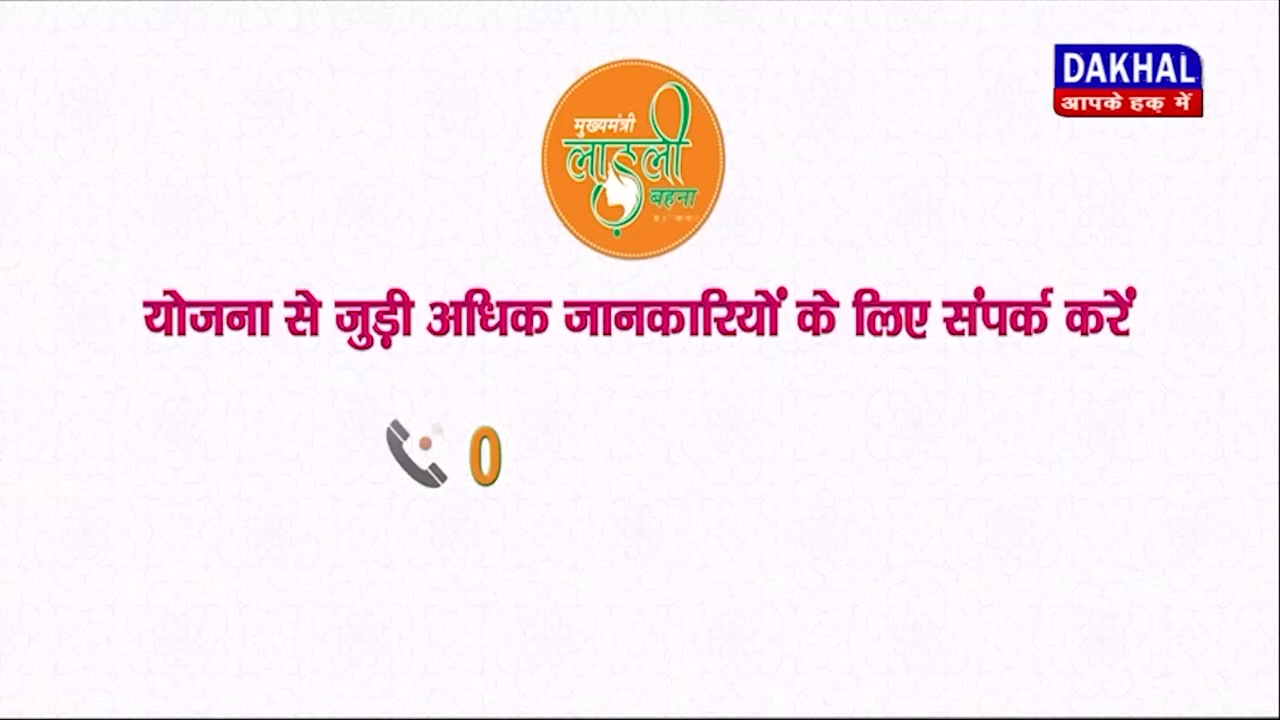 DAKHAL
आपके हक में
मुख्यमंत्री
लाड़ली
बहना
योजना से जुड़ी अधिक जानकारियों के लिए संपर्क करें
0